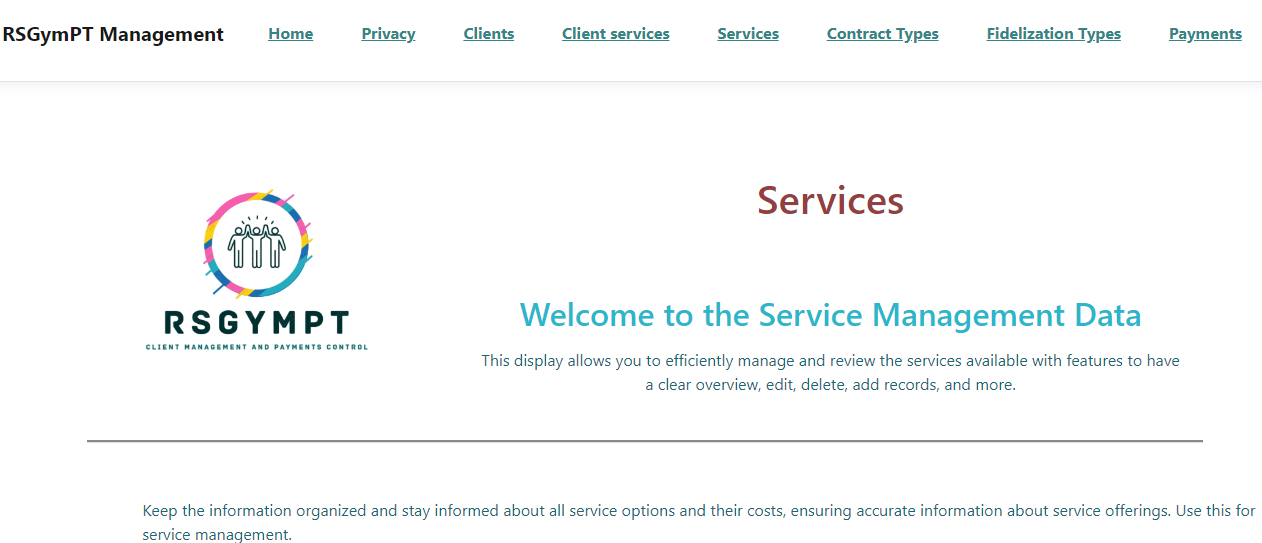 RSGymPT Management Home Privacy Clients Client services Services Contract Types Fidelization Types Payments
Services
RSGYMPT
CLIENT MANAGEMENT AND PAYMENTS CONTROL
Welcome to the Service Management Data
This display allows you to efficiently manage and review the services available with features to have
a clear overview, edit, delete, add records, and more.
Keep the information organized and stay informed about all service options and their costs, ensuring accurate information about service offerings. Use this for
service management.